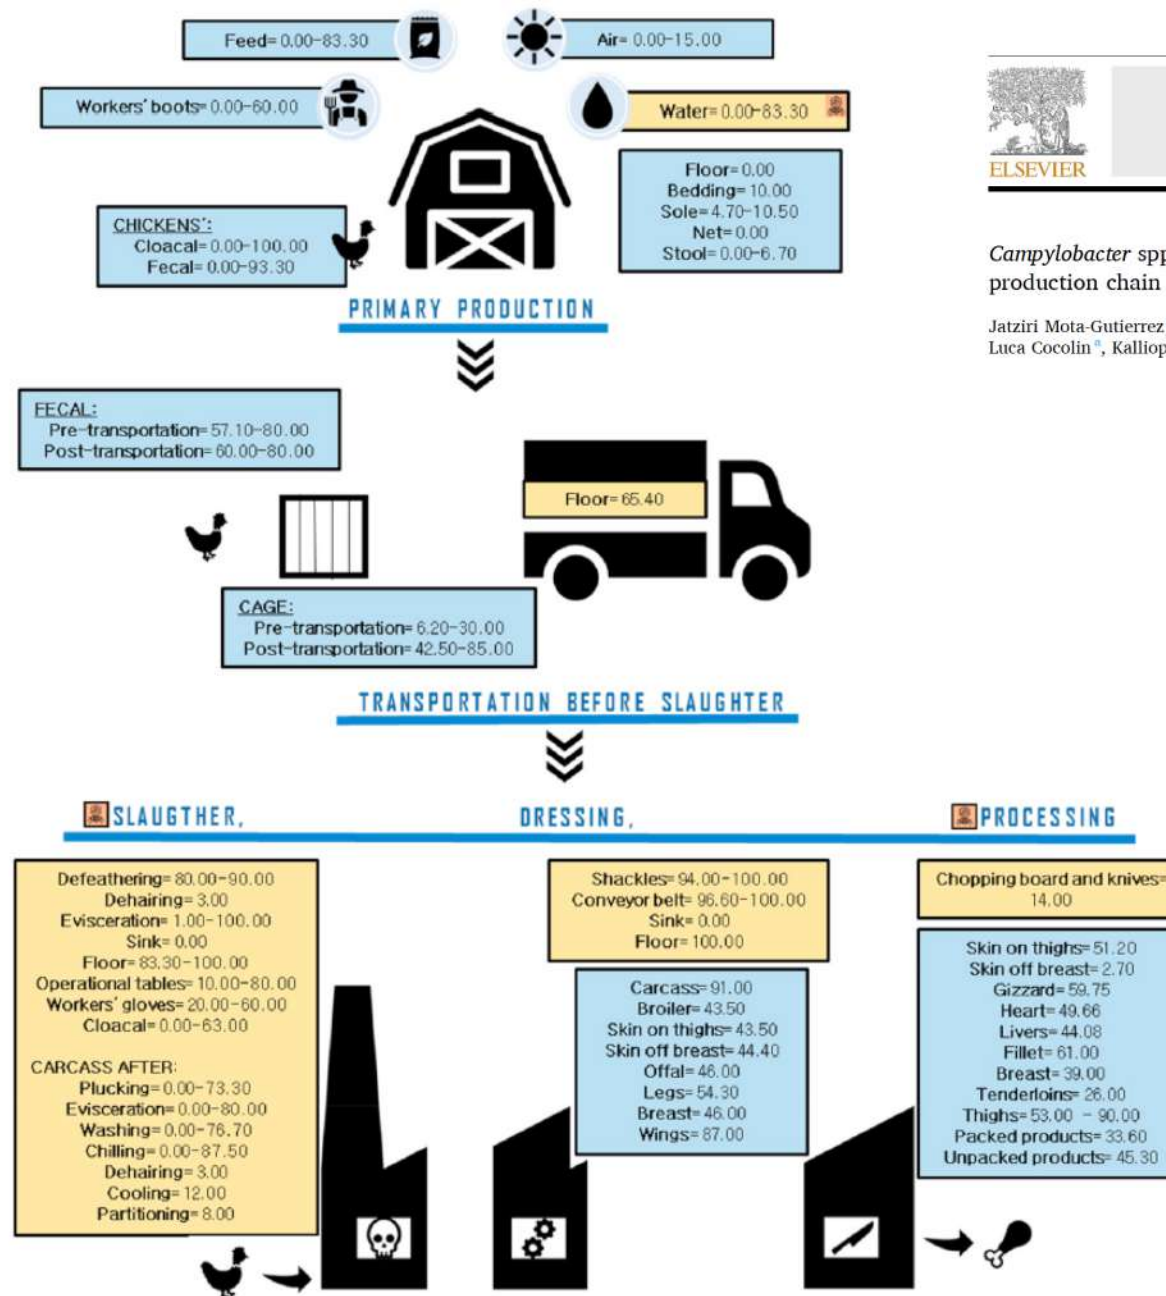 Feed= 0.00-83.30
Air= 0.00-15.00
Workers' boots= 0.00-60.00
Water= 0.00-83.30
Floor= 0.00
Bedding= 10.00
Sole= 4.70-10.50
Net= 0.00
Stool= 0.00-6.70
CHICKENS':
Cloacal= 0.00-100.00
Fecal= 0.00-93.30
PRIMARY PRODUCTION
ELSEVIER
Campylobacter spp
production chain
Jatziri Mota-Gutierrez
Luca Cocolin a, Kalliop
FECAL:
Pre-transportation= 57.10-80.00
Post-transportation= 60.00-80.00
Floor= 65.40
CAGE:
Pre-transportation= 6.20-30.00
Post-transportation= 42.50-85.00
TRANSPORTATION BEFORE SLAUGHTER
SLAUGTHER, DRESSING, PROCESSING
Defeathering= 80.00-90.00
Dehairing= 3.00
Evisceration= 1.00-100.00
Sink= 0.00
Floor= 83.30-100.00
Operational tables= 10.00-80.00
Workers' gloves= 20.00-60.00
Cloacal= 0.00-63.00
CARCASS AFTER:
Plucking= 0.00-73.30
Evisceration= 0.00-80.00
Washing= 0.00-76.70
Chilling= 0.00-87.50
Dehairing= 3.00
Cooling= 12.00
Partitioning= 8.00
Shackles= 94.00-100.00
Conveyor belt= 96.60-100.00
Sink= 0.00
Floor= 100.00
Carcass= 91.00
Broiler= 43.50
Skin on thighs= 43.50
Skin off breast= 44.40
Offal= 46.00
Legs= 54.30
Breast= 46.00
Wings= 87.00
Chopping board and knives=
14.00
Skin on thighs= 51.20
Skin off breast= 2.70
Gizzard= 59.75
Heart= 49.66
Livers= 44.08
Fillet= 61.00
Breast= 39.00
Tenderloins= 26.00
Thighs= 53.00 - 90.00
Packed products= 33.60
Unpacked products= 45.30